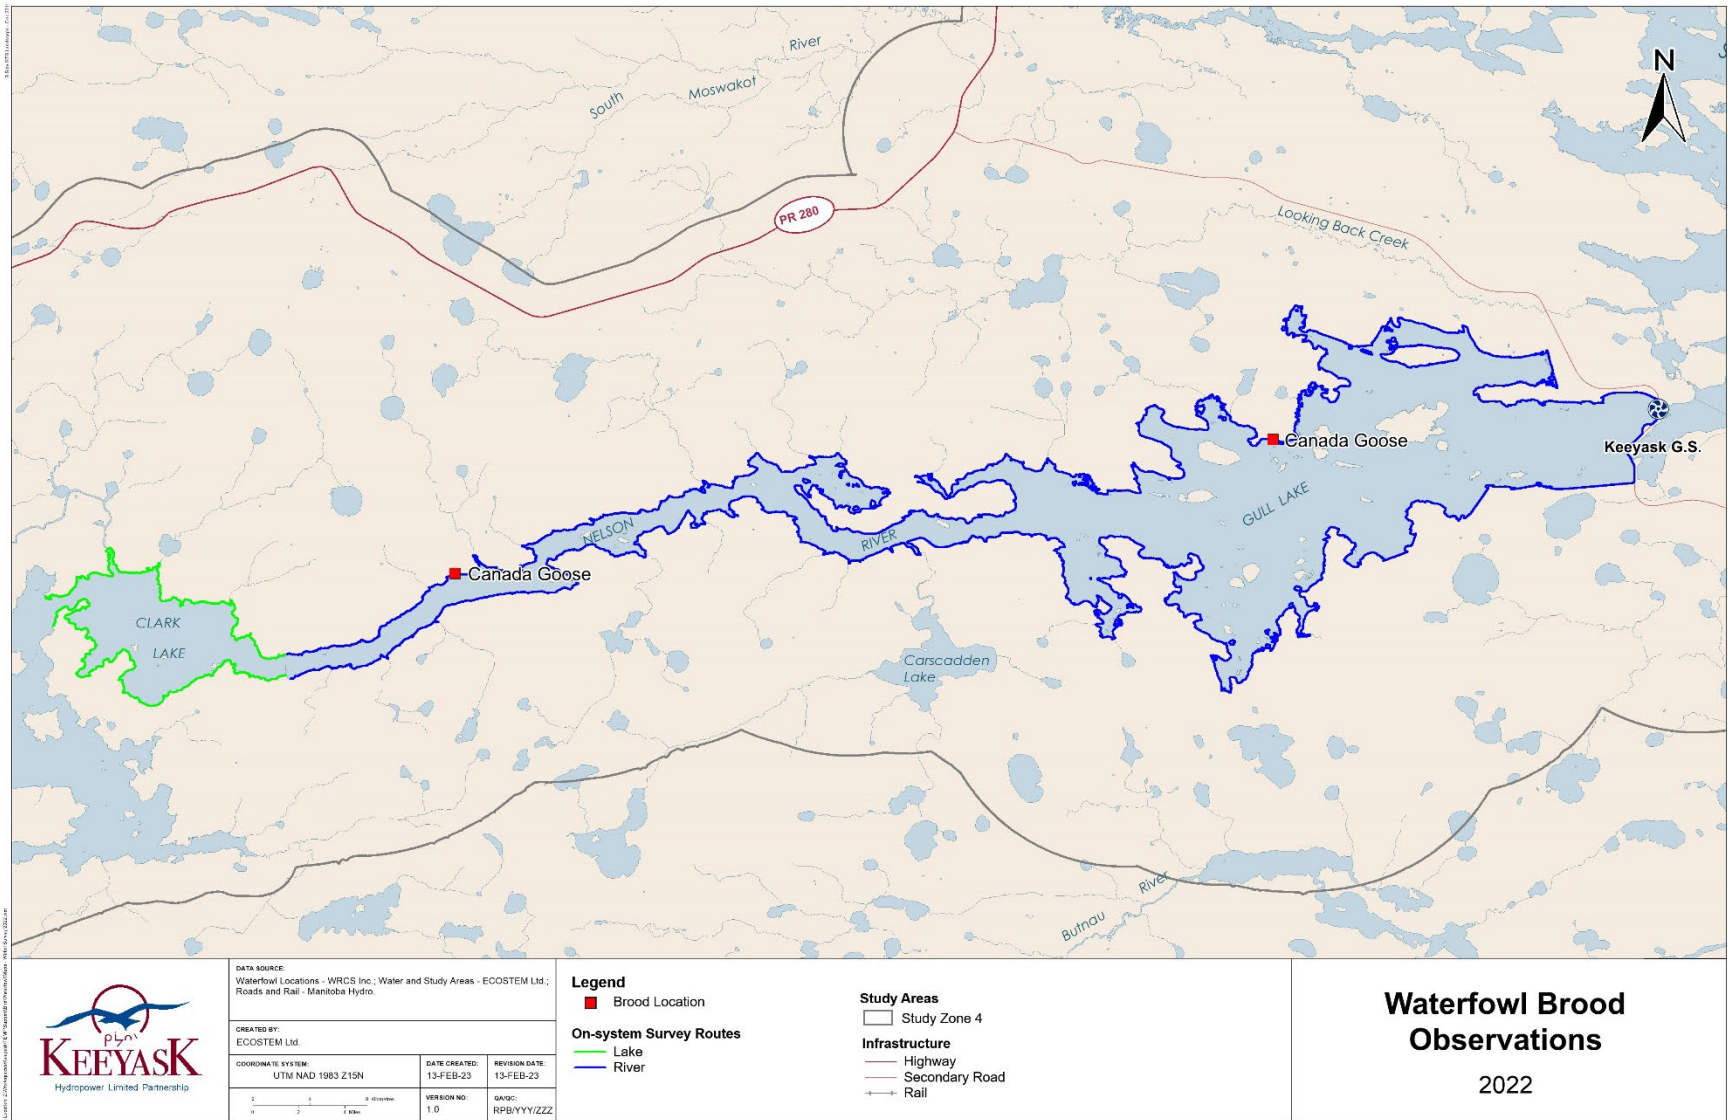 River
South
Moswakot
N
PR 280
Looking Back Creek
Canada Goose
Keeyask G.S.
GULL LAKE
NELSON
RIVER
Canada Goose
CLARK
LAKE
Carscadden
Lake
River
Butnau
KEEYASK
Hydropower Limited Partnership
DATA SOURCE:
Waterfowl Locations - WRCS Inc.; Water and Study Areas - ECOSTEM Ltd.;
Roads and Rail - Manitoba Hydro.
CREATED BY:
ECOSTEM Ltd.
COORDINATE SYSTEM:
UTM NAD 1983 Z15N
DATE CREATED:
13-FEB-23
REVISION DATE:
13-FEB-23
VERSION NO:
1.0
QA/QC:
RPB/YYY/ZZZ
Legend
Brood Location
On-system Survey Routes
Lake
River
Study Areas
Study Zone 4
Infrastructure
Highway
Secondary Road
Rail
Waterfowl Brood
Observations
2022